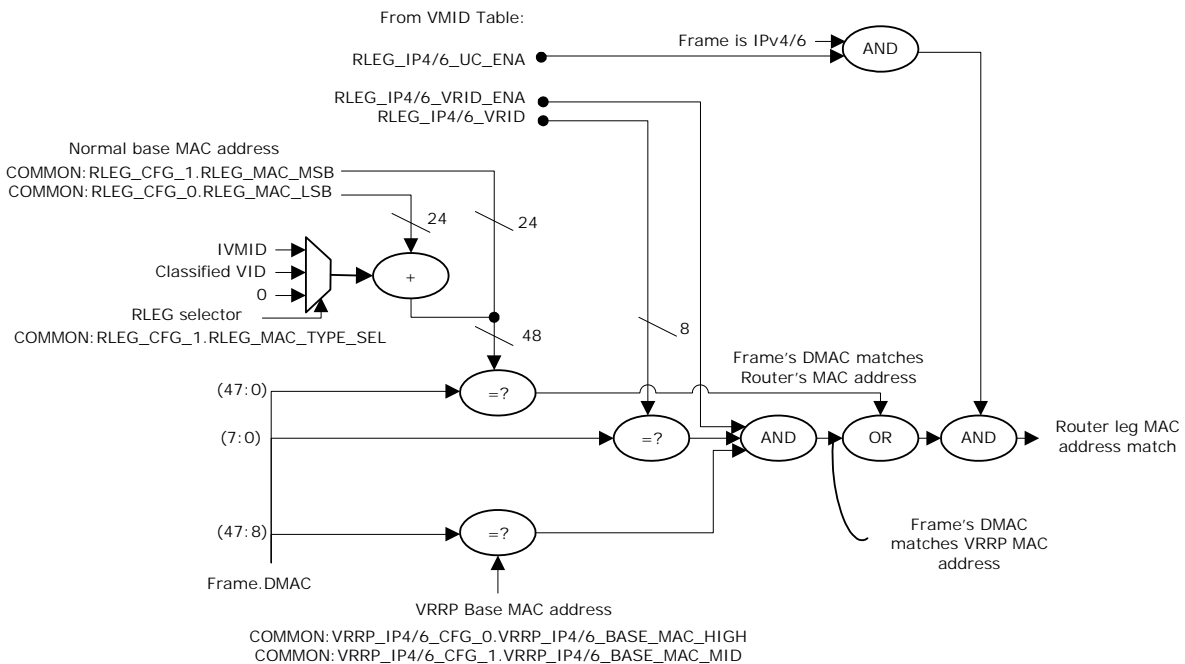 From VMID Table:
Frame is IPv4/6
AND
RLEG_IP4/6_UC_ENA
RLEG_IP4/6_VRID_ENA
RLEG_IP4/6_VRID
Normal base MAC address
COMMON:RLEG_CFG_1.RLEG_MAC_MSB
COMMON:RLEG_CFG_0.RLEG_MAC_LSB
24
24
IVMID
Classified VID
0
+
RLEG selector
COMMON:RLEG_CFG_1.RLEG_MAC_TYPE_SEL
48
8
Frame's DMAC matches
Router's MAC address
(47:0)
=?
(7:0)
=?
AND
OR
AND
Router leg MAC
address match
(47:8)
=?
Frame's DMAC
matches VRRP MAC
address
Frame.DMAC
VRRP Base MAC address
COMMON:VRRP_IP4/6_CFG_0.VRRP_IP4/6_BASE_MAC_HIGH
COMMON:VRRP_IP4/6_CFG_1.VRRP_IP4/6_BASE_MAC_MID